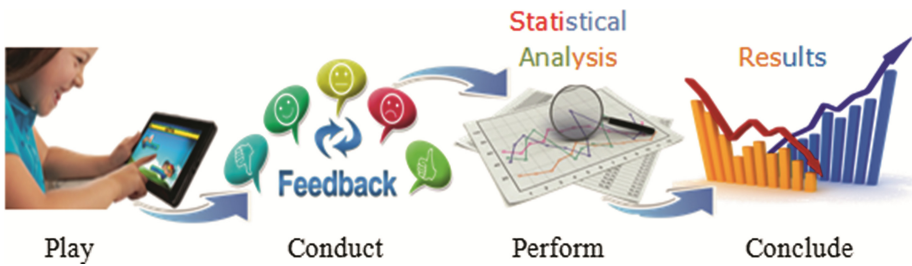 Statistical
Analysis
Results
Feedback
Play
Conduct
Perform
Conclude